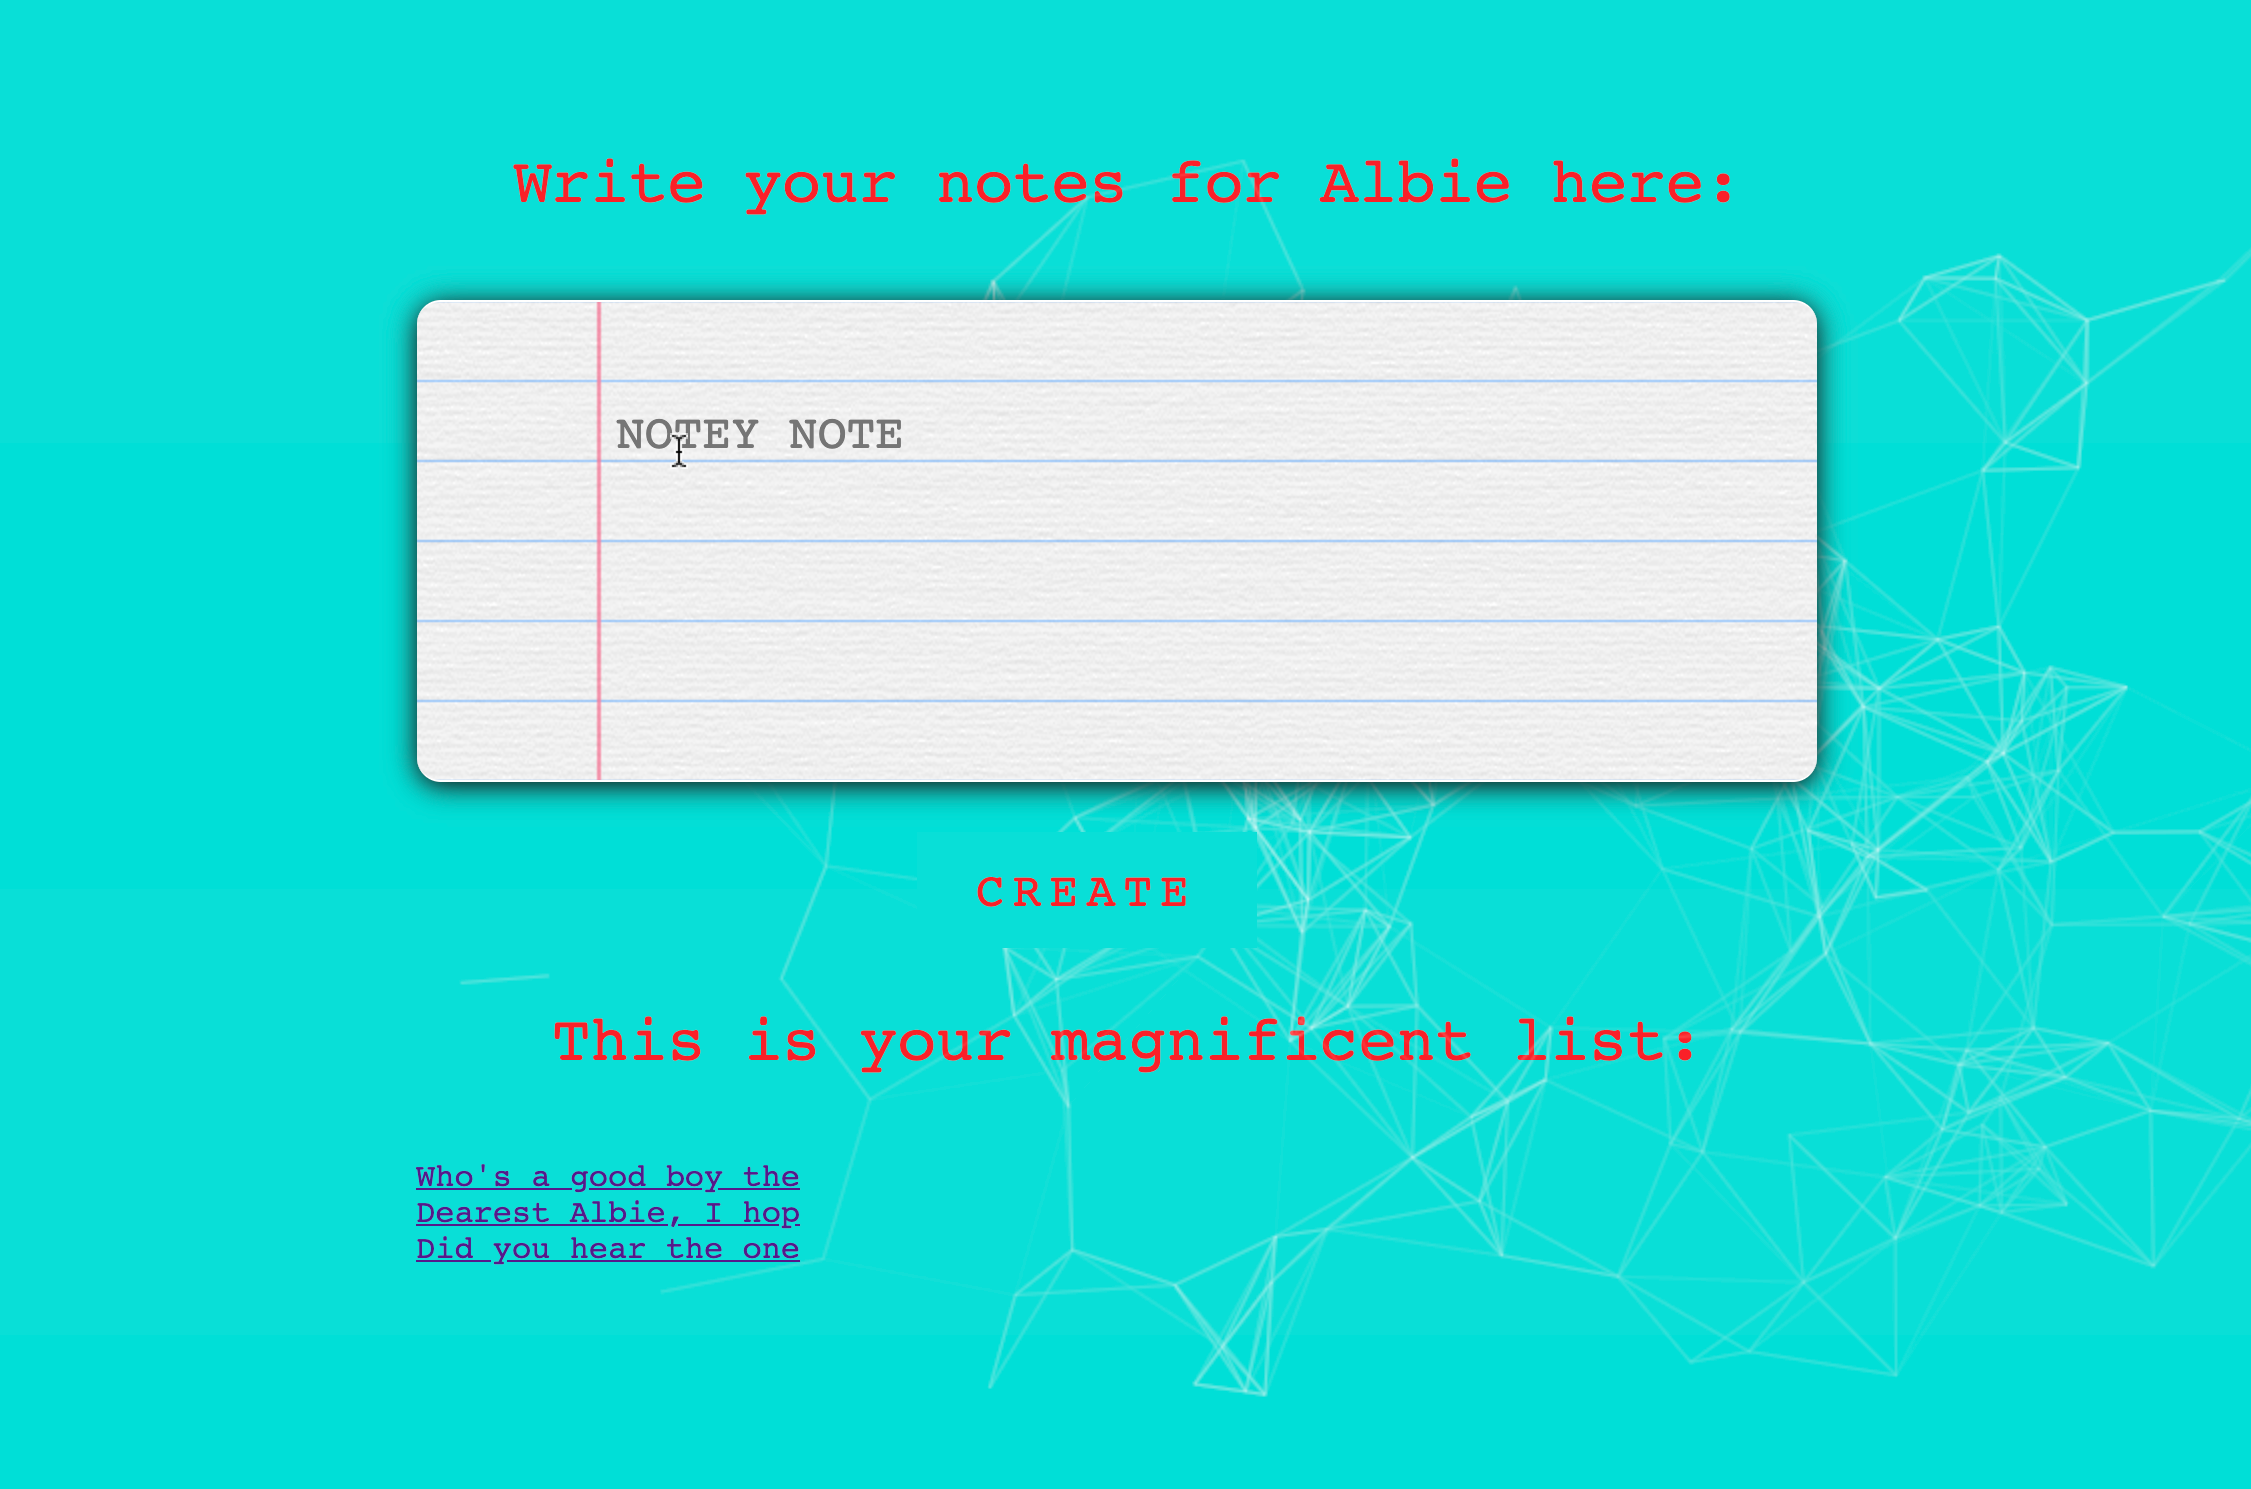 Write your notes for Albie here:
NOTEY NOTE
CREATE
This is your magnificent list:
Who's a good boy the
Dearest Albie, I hop
Did you hear the one